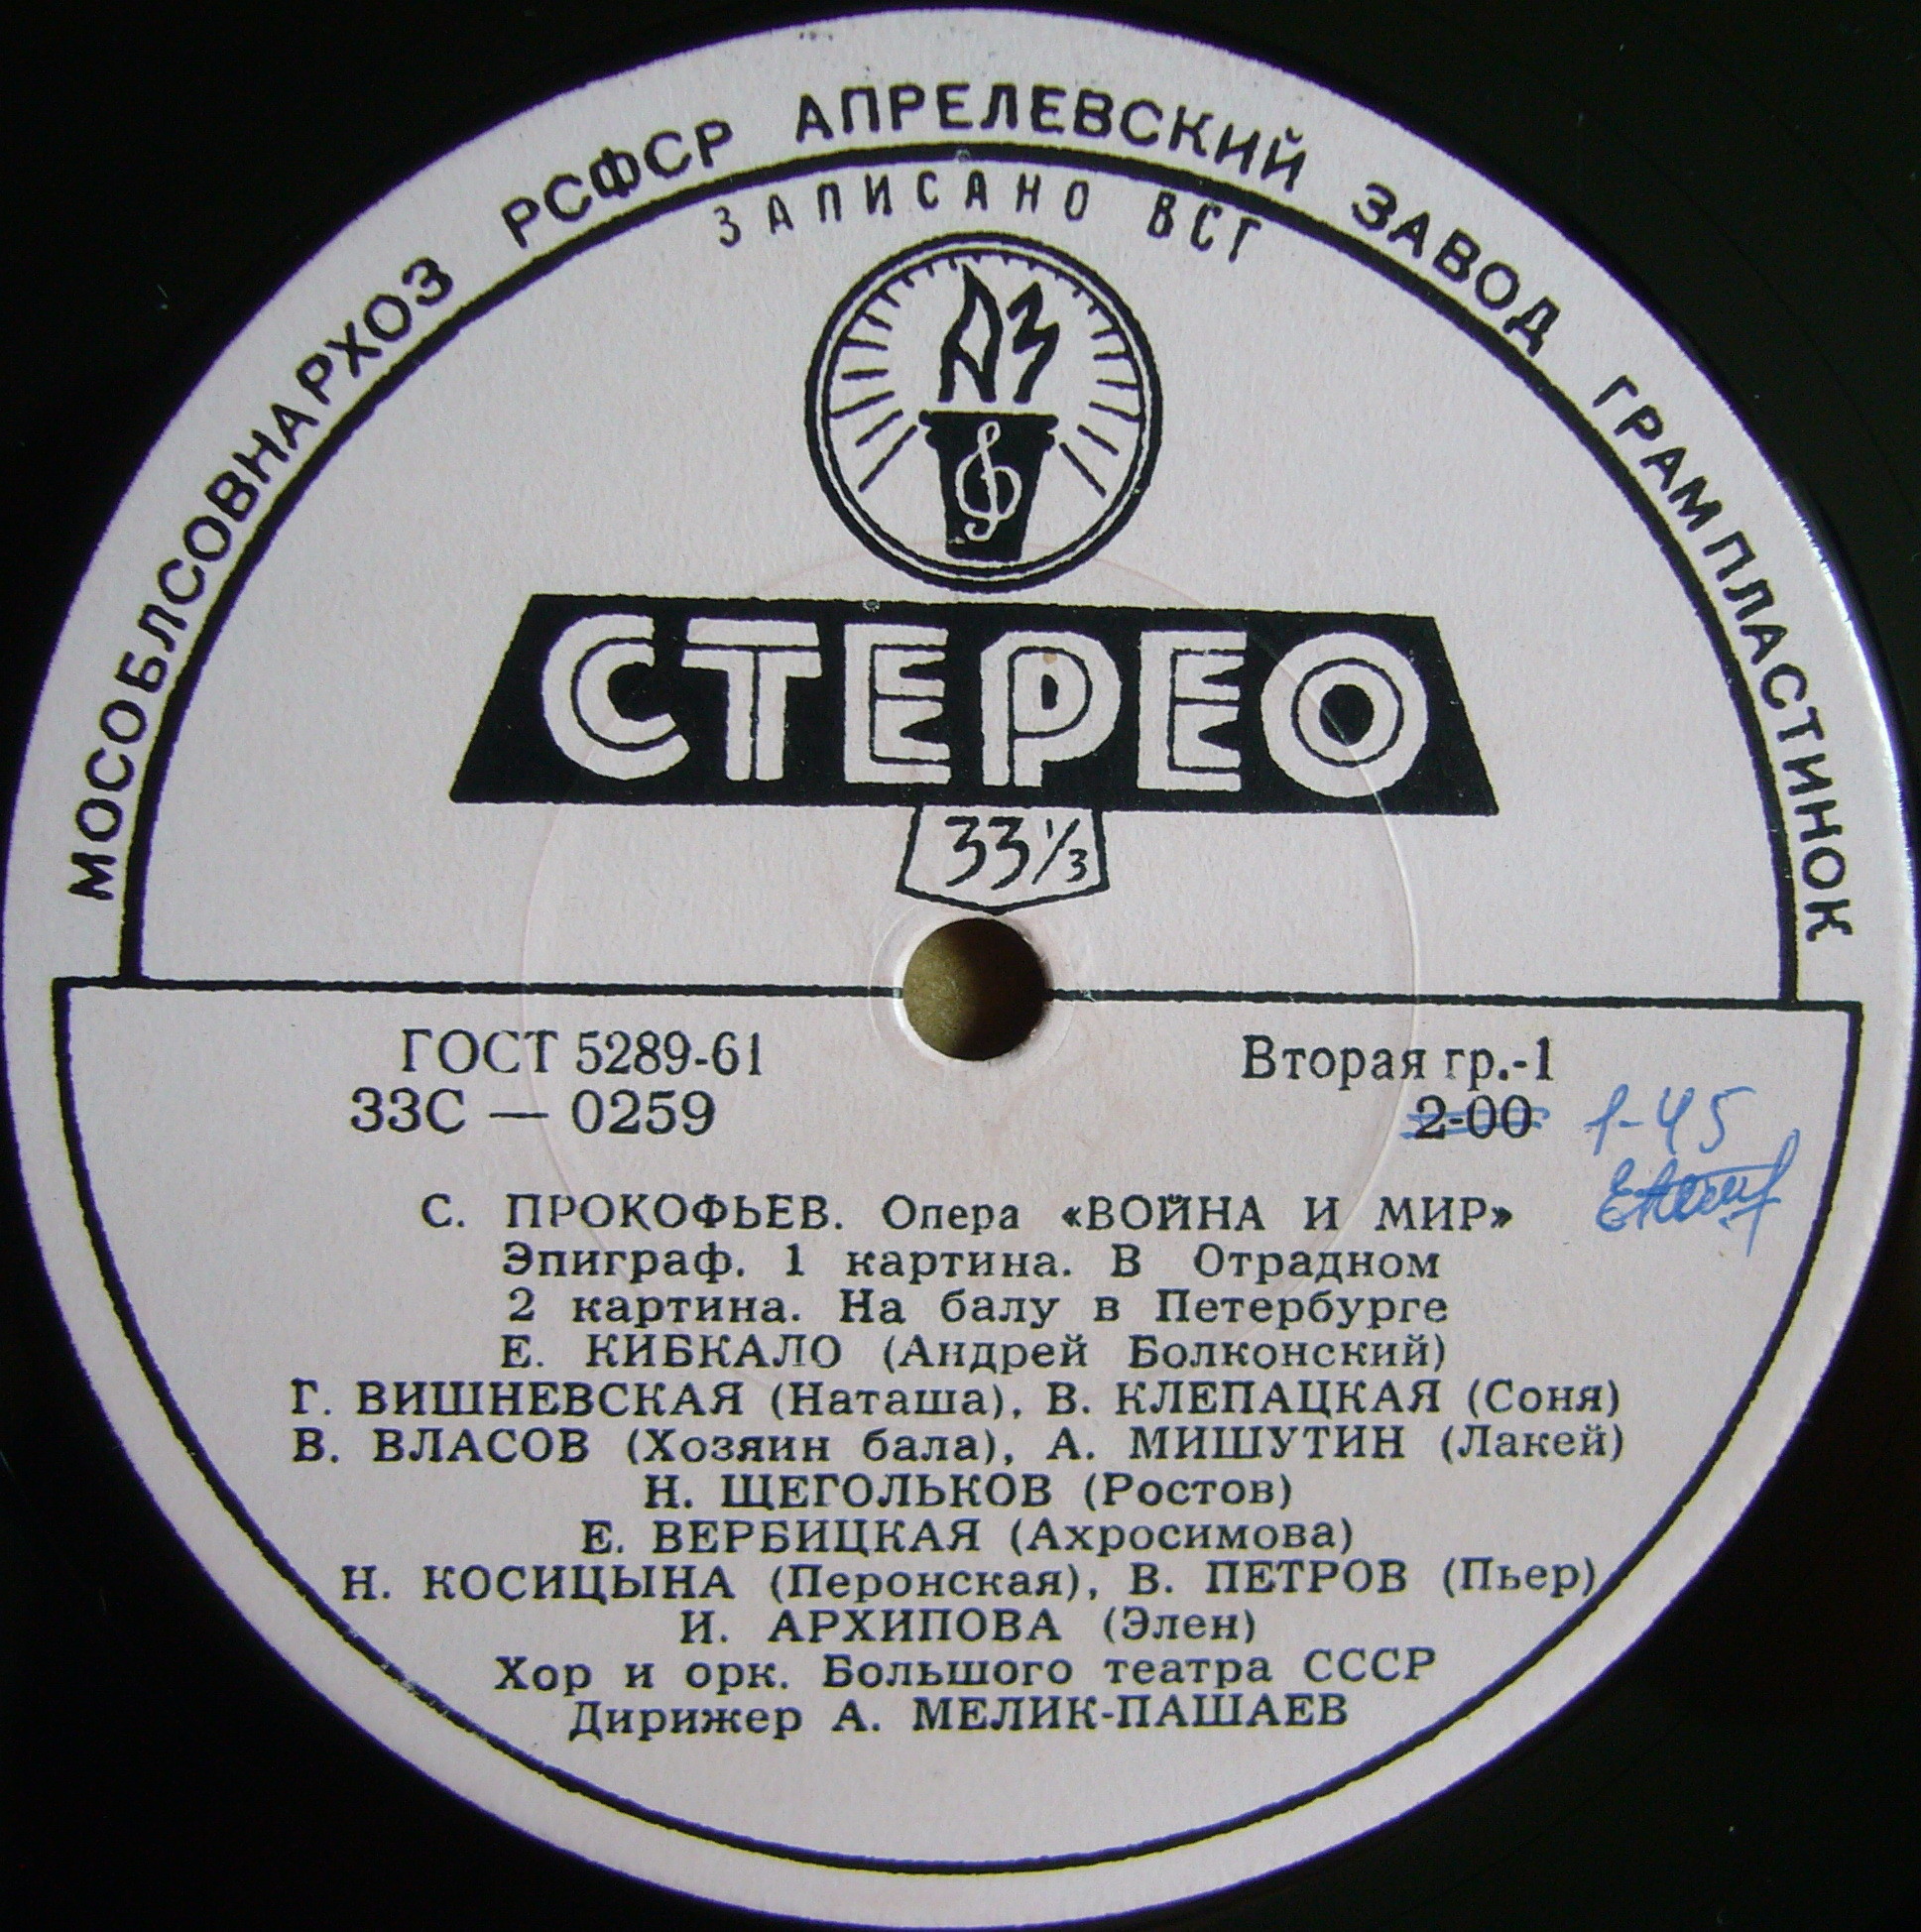 МОСОБЛСОВНАРХОЗ РСФСР АПРЕЛЕВСКИЙ ЗАВОД ГРАМПЛАСТИНОК
ЗАПИСАНО ВСГ
АЗ
СТЕРЕО
33 1/3
ГОСТ 5289-61
Вторая гр.-1
33С — 0259
2-00 1-45
С. ПРОКОФЬЕВ. Опера «ВОЙНА И МИР»
Эпиграф. 1 картина. В Отрадном
2 картина. На балу в Петербурге
Е. КИБКАЛО (Андрей Болконский)
Г. ВИШНЕВСКАЯ (Наташа), В. КЛЕПАЦКАЯ (Соня)
В. ВЛАСОВ (Хозяин бала), А. МИШУТИН (Лакей)
Н. ЩЕГОЛЬКОВ (Ростов)
Е. ВЕРБИЦКАЯ (Ахросимова)
Н. КОСИЦЫНА (Перонская), В. ПЕТРОВ (Пьер)
И. АРХИПОВА (Элен)
Хор и орк. Большого театра СССР
Дирижер А. МЕЛИК-ПАШАЕВ